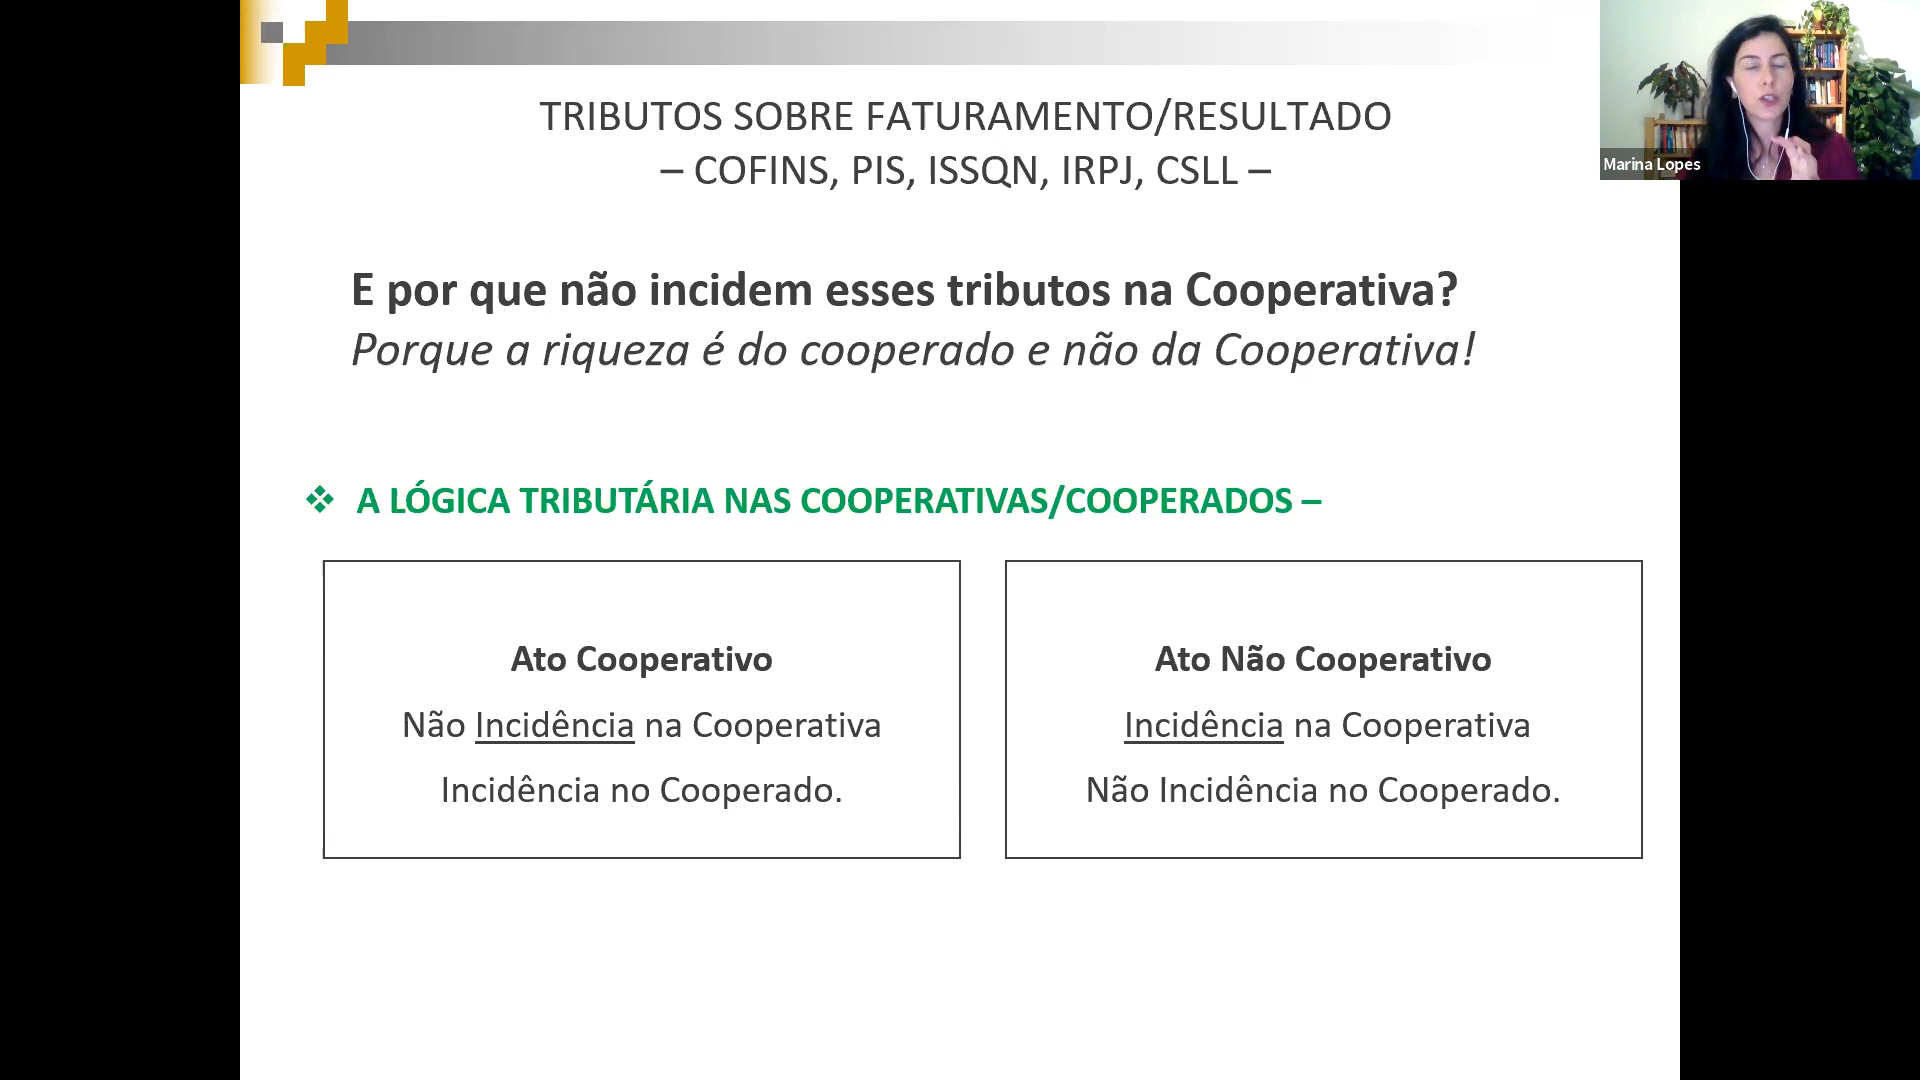 TRIBUTOS SOBRE FATURAMENTO/RESULTADO
– COFINS, PIS, ISSQN, IRPJ, CSLL –
Marina Lopes
E por que não incidem esses tributos na Cooperativa?
Porque a riqueza é do cooperado e não da Cooperativa!
❖ A LÓGICA TRIBUTÁRIA NAS COOPERATIVAS/COOPERADOS –
Ato Cooperativo
Não Incidência na Cooperativa
Incidência no Cooperado.
Ato Não Cooperativo
Incidência na Cooperativa
Não Incidência no Cooperado.